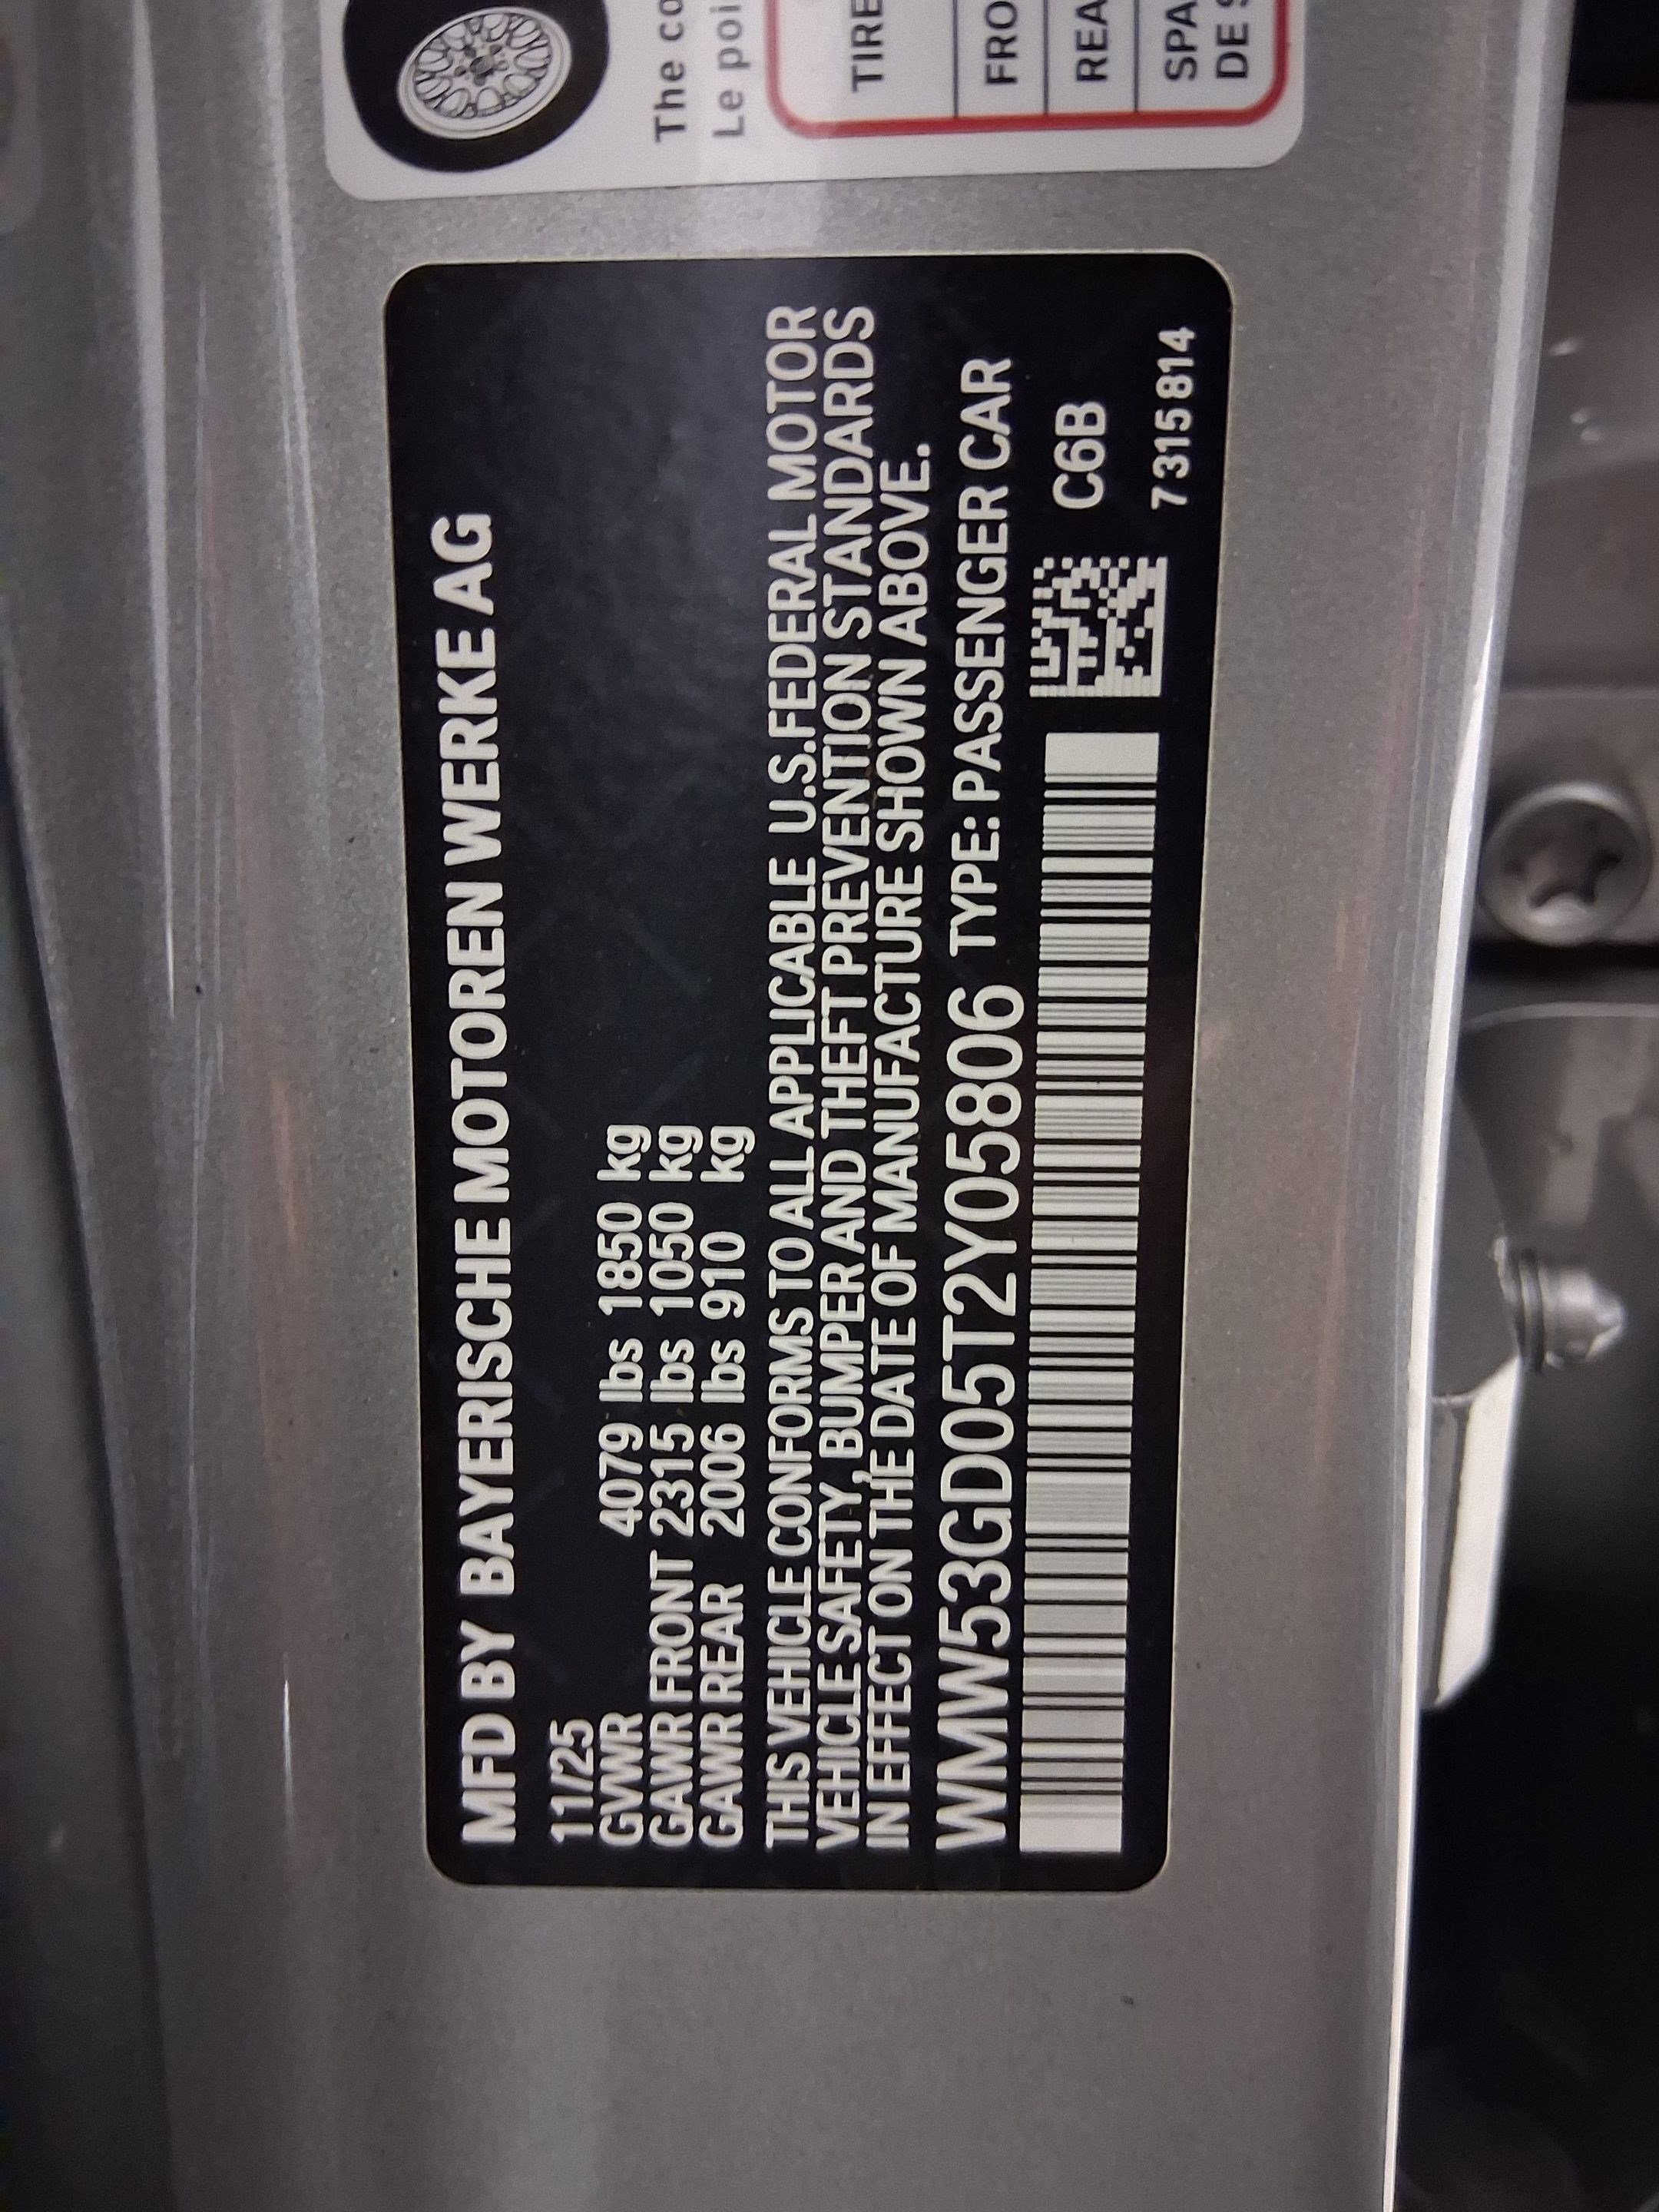 MFD BY BAYERISCHE MOTOREN WERKE AG
11/25
GVWR 4079 lbs 1850 kg
GAWR FRONT 2315 lbs 1050 kg
GAWR REAR 2006 lbs 910 kg
THIS VEHICLE CONFORMS TO ALL APPLICABLE U.S.FEDERAL MOTOR
VEHICLE SAFETY, BUMPER AND THEFT PREVENTION STANDARDS
IN EFFECT ON THE DATE OF MANUFACTURE SHOWN ABOVE.
WMW53GD05T2Y05806 TYPE: PASSENGER CAR
C6B
7315814
The co
Le poi
TIRE
FRO
REA
SPA
DE S